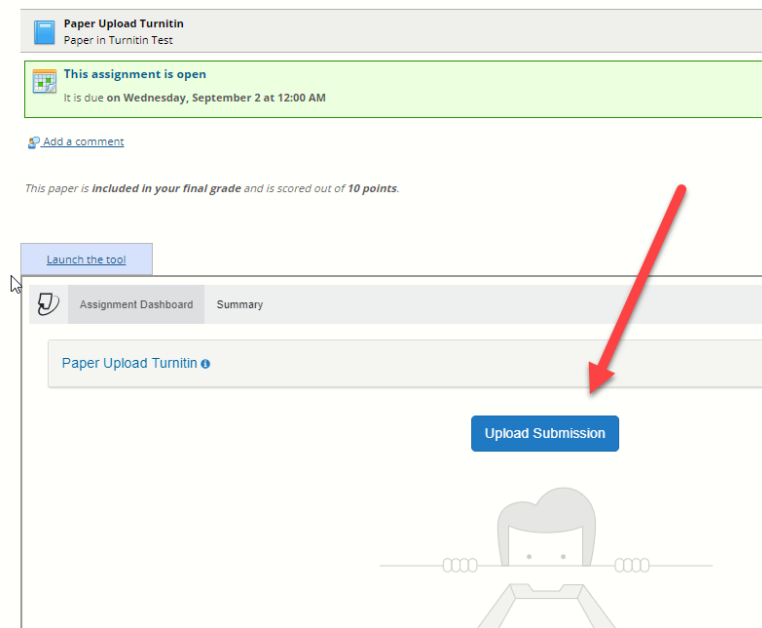 Paper Upload Turnitin
Paper in Turnitin Test
This assignment is open
It is due on Wednesday, September 2 at 12:00 AM
Add a comment
This paper is included in your final grade and is scored out of 10 points.
Launch the tool
Assignment Dashboard Summary
Paper Upload Turnitin
Upload Submission